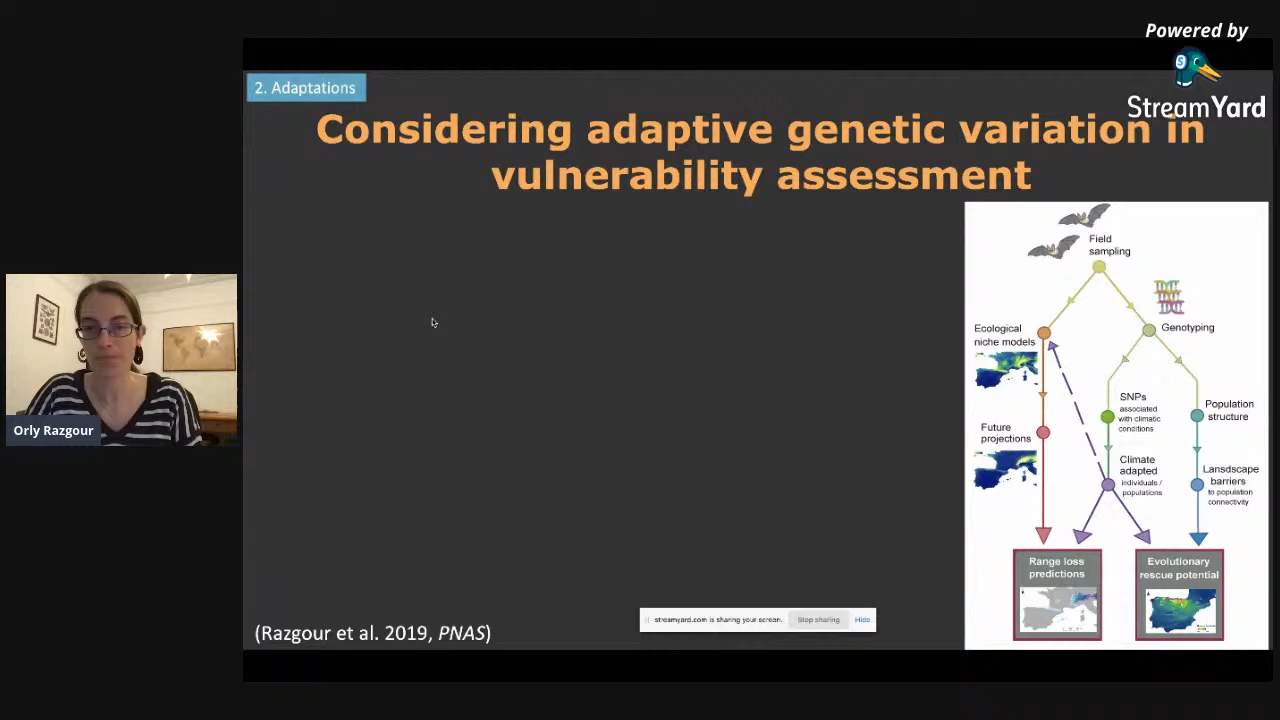 Powered by
StreamYard
2. Adaptations
Considering adaptive genetic variation in
vulnerability assessment
Field
sampling
Genotyping
Ecological
niche models
SNPs
associated
with climatic
conditions
Population
structure
Future
projections
Climate
adapted
individuals /
populations
Lansdscape
barriers
to population
connectivity
Range loss
predictions
Evolutionary
rescue potential
Orly Razgour
streamyard.com is sharing your screen.
Stop sharing
Hide
(Razgour et al. 2019, PNAS)